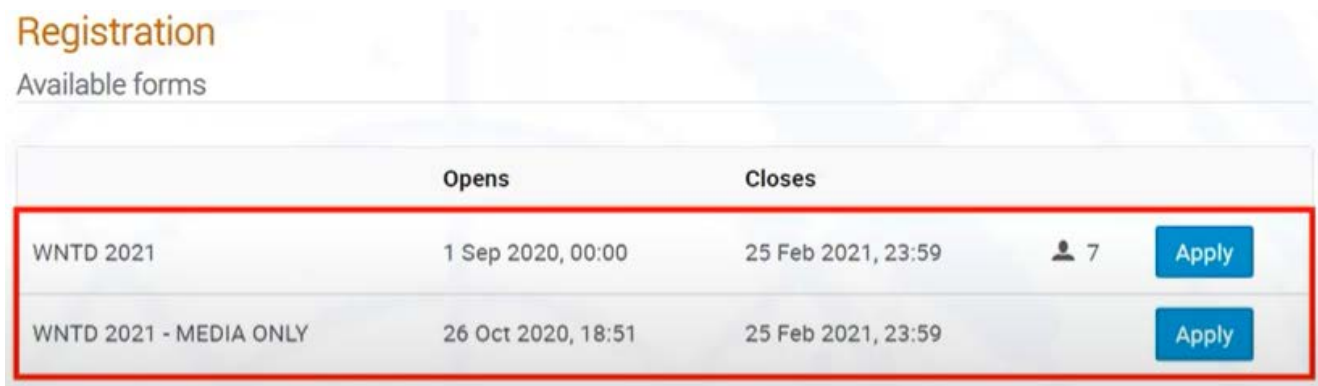 Registration
Available forms
Opens Closes
WNTD 2021 1 Sep 2020, 00:00 25 Feb 2021, 23:59 7 Apply
WNTD 2021 - MEDIA ONLY 26 Oct 2020, 18:51 25 Feb 2021, 23:59 Apply